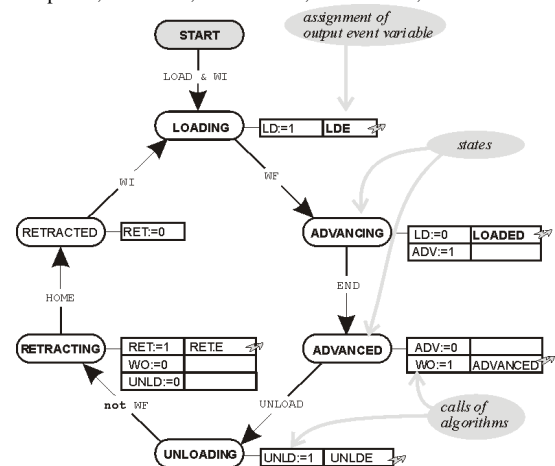 assignment of
output event variable
START
LOAD & WI
LOADING
LD:=1 LDE
states
WI
WF
RETRACTED
RET:=0
ADVANCING
LD:=0 LOADED
ADV:=1
HOME
END
RETRACTING
RET:=1 RETE
WO:=0
UNLD:=0
ADVANCED
ADV:=0
WO:=1 ADVANCED
not WF
UNLOAD
calls of
algorithms
UNLOADING
UNLD:=1 UNLDE